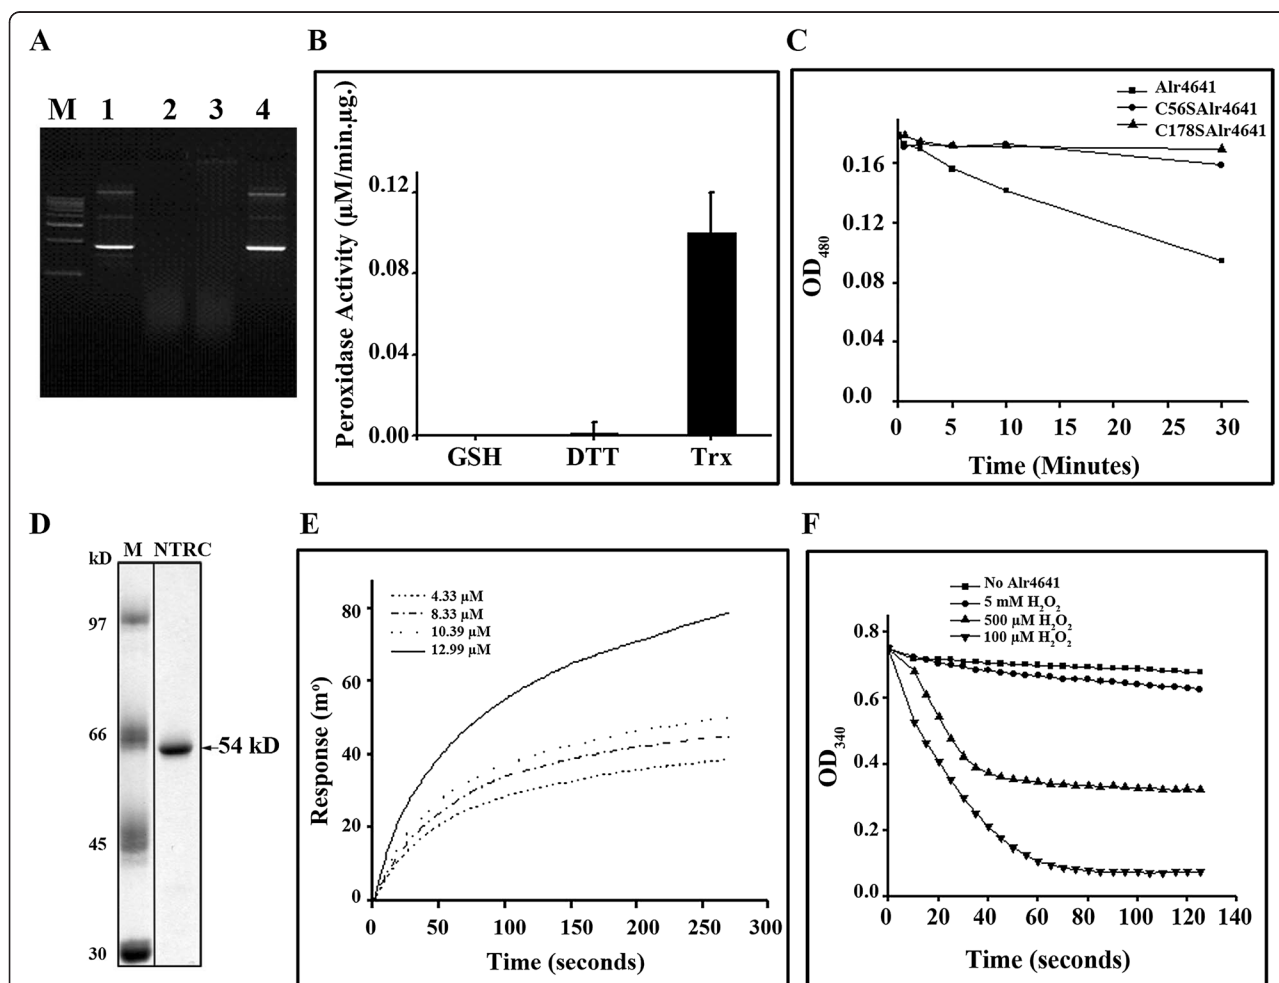 A
M 1 2 3 4
B
Peroxidase Activity (µM/min.µg.)
0.12
0.08
0.04
0.00
GSH DTT Trx
C
Alr4641
C56SAlr4641
C178SAlr4641
OD480
0.16
0.12
0.08
0.04
0.0
0 5 10 15 20 25 30
Time (Minutes)
D
kD M NTRC
97
66
54 kD
45
30
E
4.33 µM
8.33 µM
10.39 µM
12.99 µM
Response (mº)
80
60
40
20
0
0 50 100 150 200 250 300
Time (seconds)
F
No Alr4641
5 mM H2O2
500 µM H2O2
100 µM H2O2
OD340
0.8
0.6
0.4
0.2
0.0
0 20 40 60 80 100 120 140
Time (seconds)